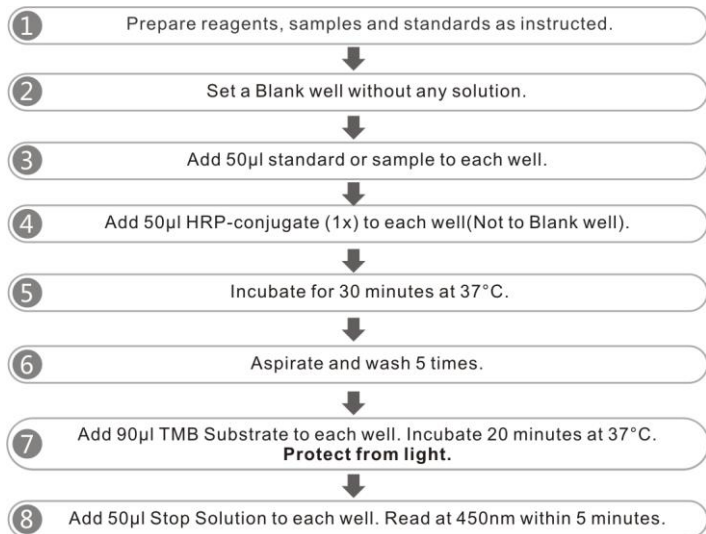 1 Prepare reagents, samples and standards as instructed.
2 Set a Blank well without any solution.
3 Add 50μl standard or sample to each well.
4 Add 50μl HRP-conjugate (1x) to each well(Not to Blank well).
5 Incubate for 30 minutes at 37°C.
6 Aspirate and wash 5 times.
7 Add 90μl TMB Substrate to each well. Incubate 20 minutes at 37°C.
Protect from light.
8 Add 50μl Stop Solution to each well. Read at 450nm within 5 minutes.